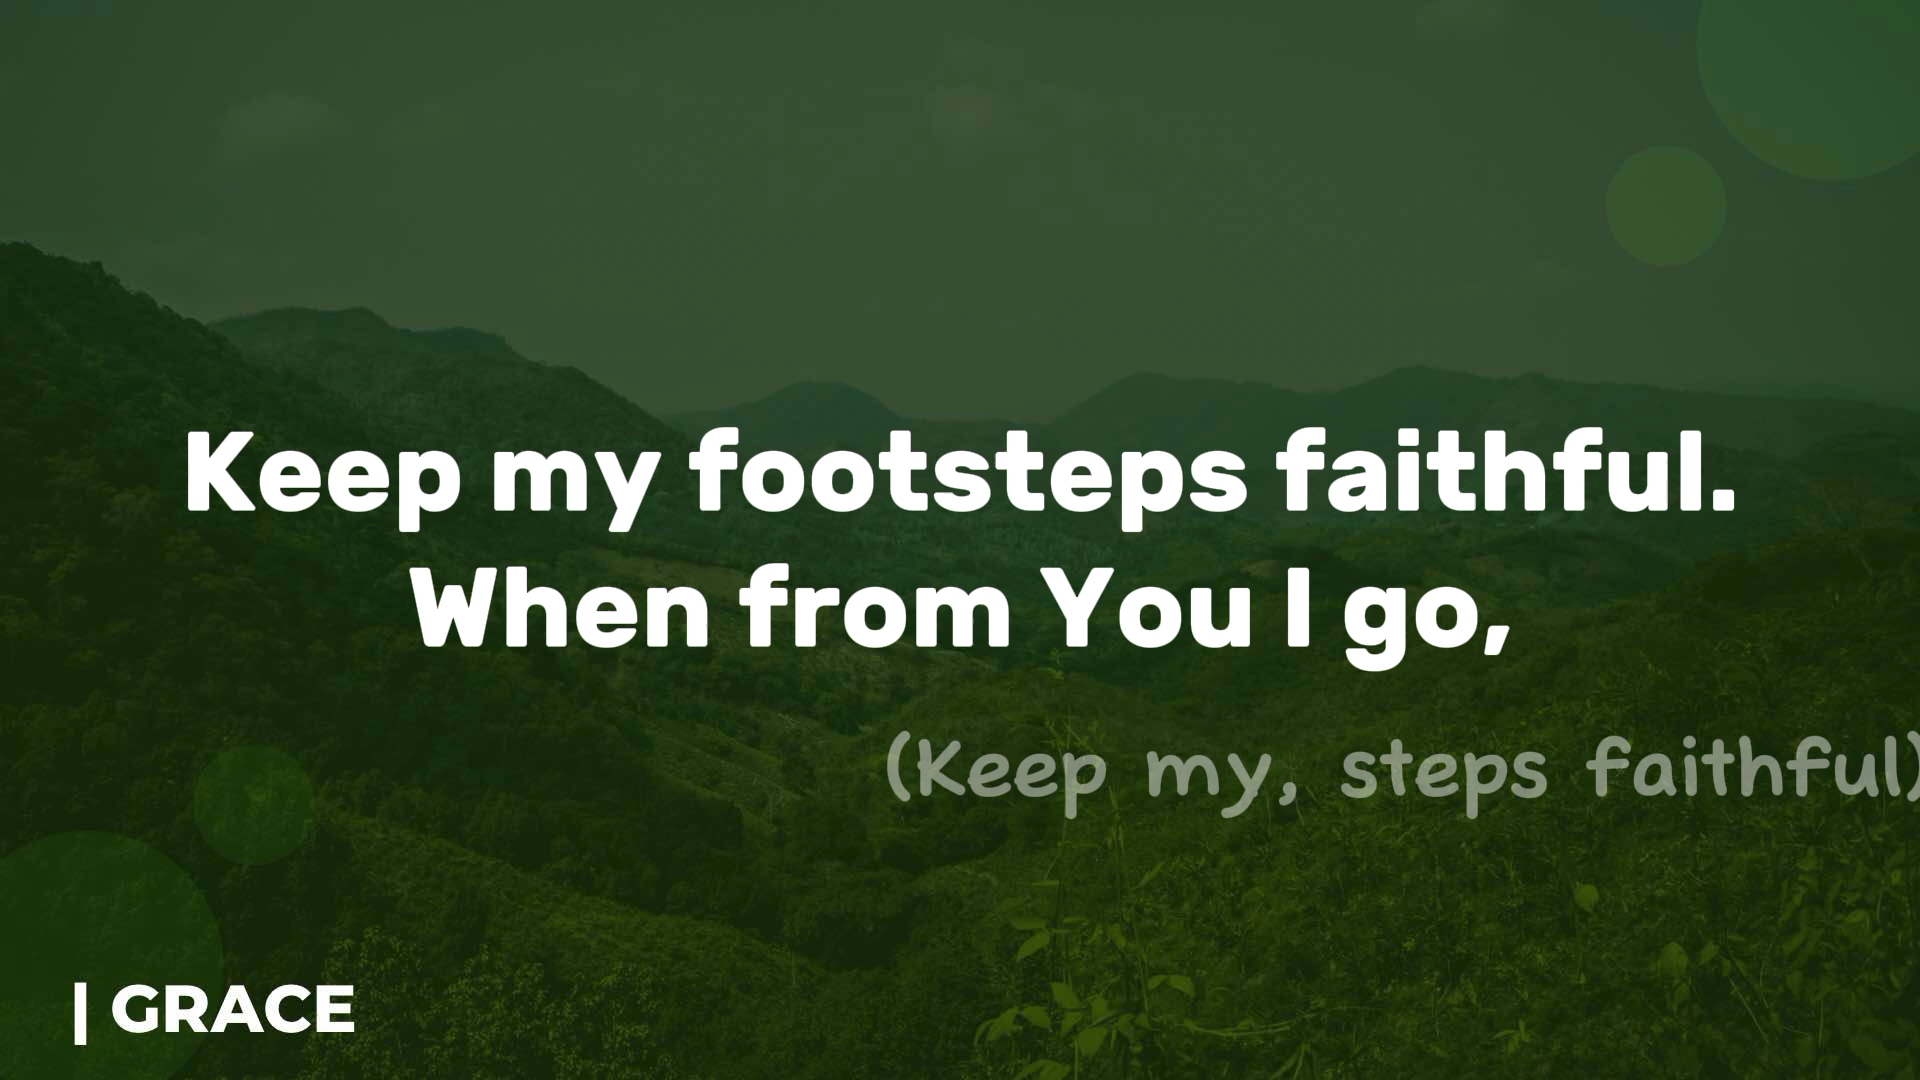 Keep my footsteps faithful.
When from You I go,
(Keep my, steps faithful)
| GRACE